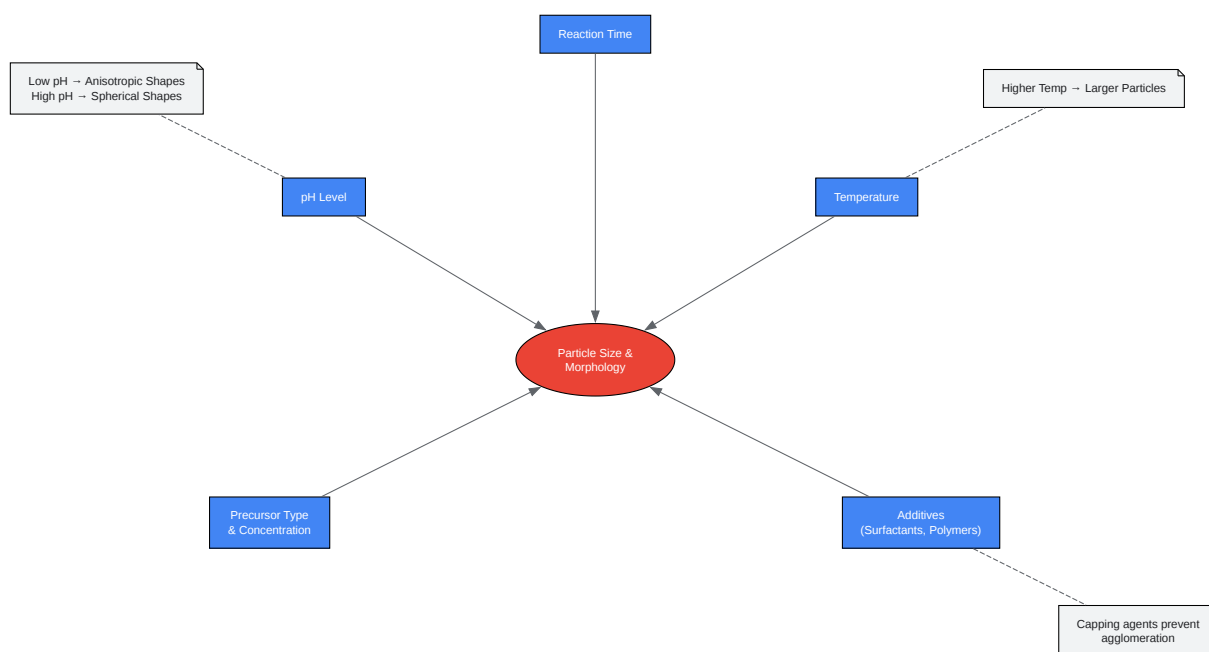 Reaction Time
Low pH → Anisotropic Shapes
High pH → Spherical Shapes
Higher Temp → Larger Particles
pH Level
Temperature
Particle Size &
Morphology
Precursor Type
& Concentration
Additives
(Surfactants, Polymers)
Capping agents prevent
agglomeration